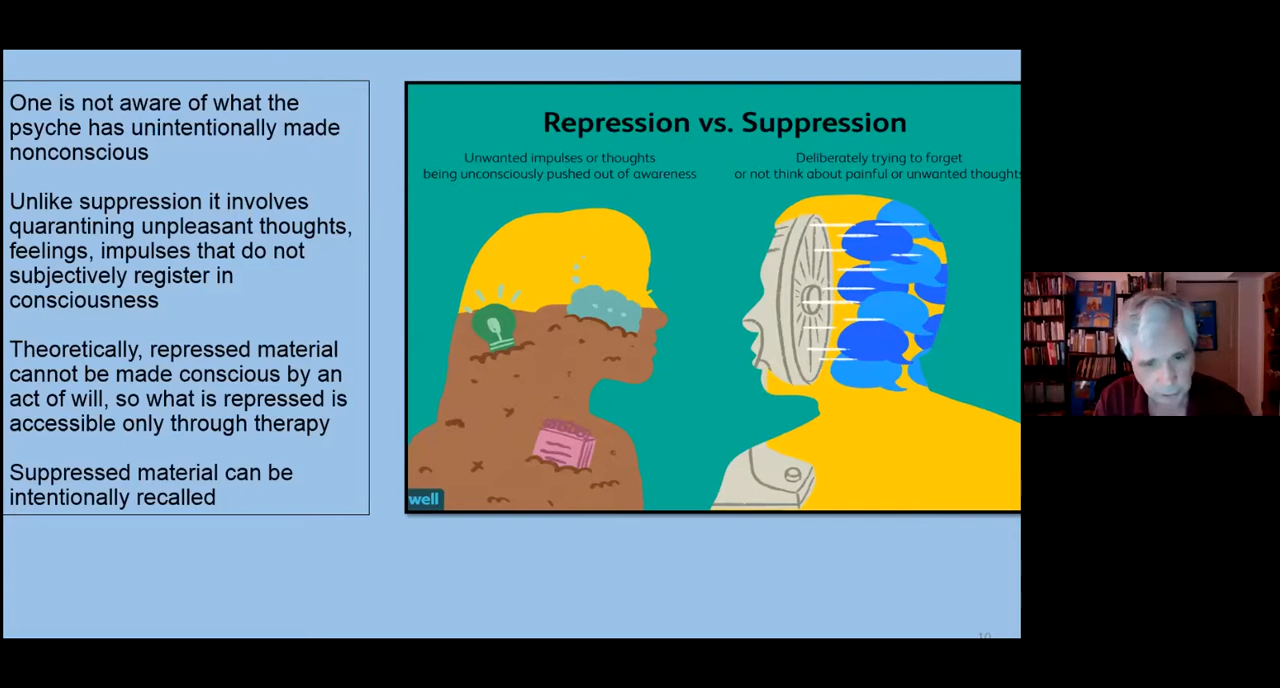 One is not aware of what the
psyche has unintentionally made
nonconscious
Unlike suppression it involves
quarantining unpleasant thoughts,
feelings, impulses that do not
subjectively register in
consciousness
Theoretically, repressed material
cannot be made conscious by an
act of will, so what is repressed is
accessible only through therapy
Suppressed material can be
intentionally recalled
Repression vs. Suppression
Unwanted impulses or thoughts
being unconsciously pushed out of awareness
Deliberately trying to forget
or not think about painful or unwanted thoughts
well